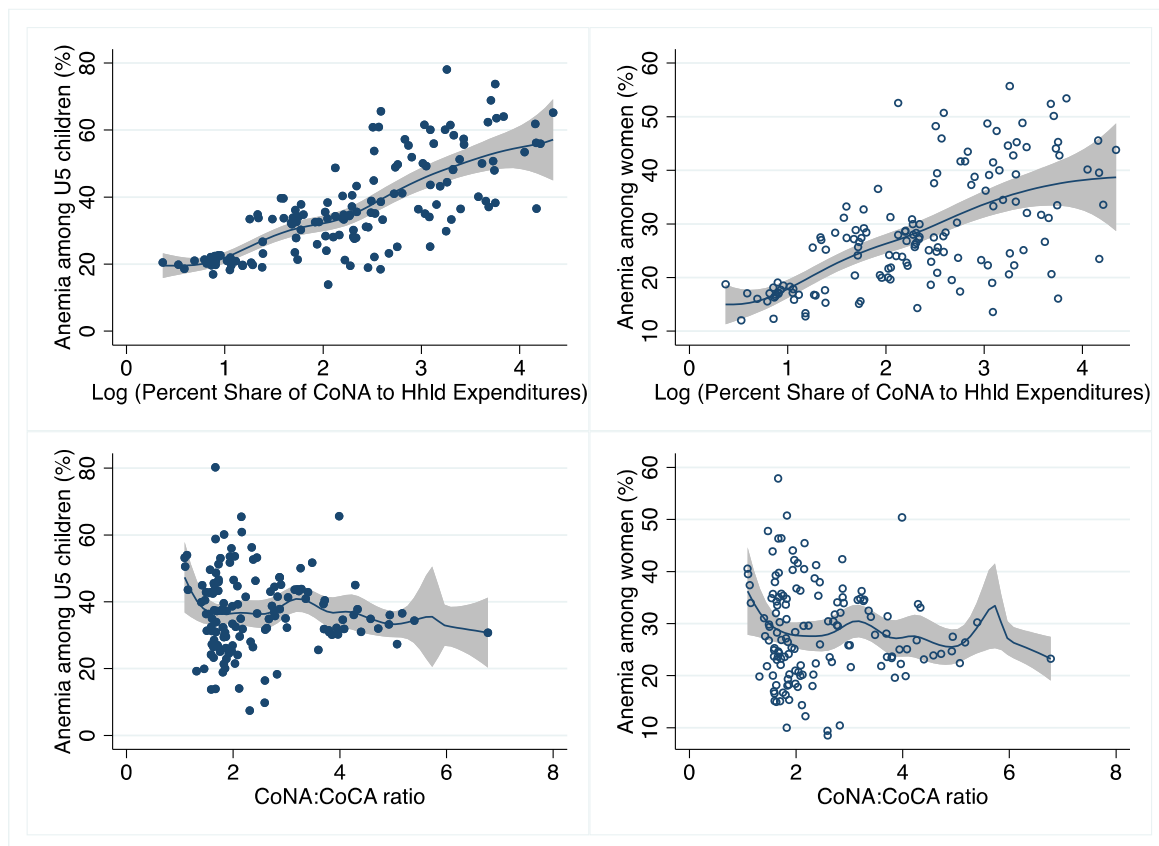 Anemia among U5 children (%)
80
60
40
20
0
0 1 2 3 4
Log (Percent Share of CoNA to Hhld Expenditures)
Anemia among women (%)
60
50
40
30
20
10
0 1 2 3 4
Log (Percent Share of CoNA to Hhld Expenditures)
Anemia among U5 children (%)
80
60
40
20
0
0 2 4 6 8
CoNA:CoCA ratio
Anemia among women (%)
60
50
40
30
20
10
0 2 4 6 8
CoNA:CoCA ratio